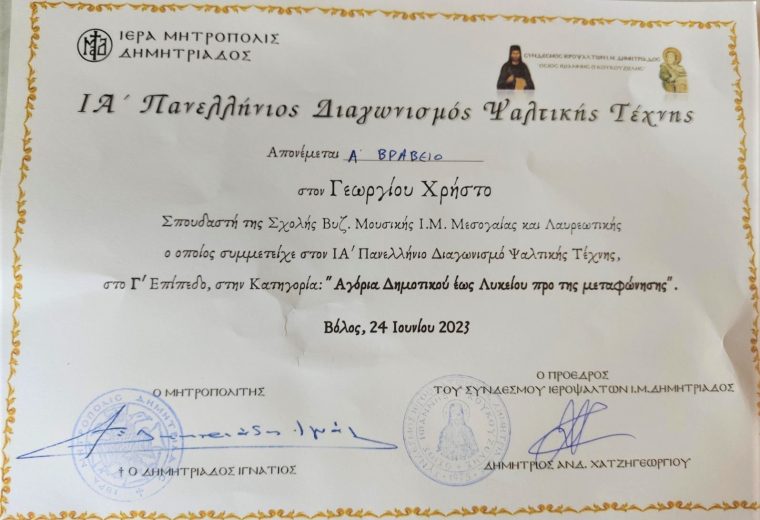 ΙΕΡΑ ΜΗΤΡΟΠΟΛΙΣ
ΔΗΜΗΤΡΙΑΔΟΣ
ΣΥΝΔΕΣΜΟΣ ΙΕΡΟΨΑΛΤΩΝ Ι.Μ. ΔΗΜΗΤΡΙΑΔΟΣ
"ΟΣΙΟΣ ΙΩΑΝΝΗΣ Ο ΚΟΥΚΟΥΖΕΛΗΣ"
ΙΑ΄ Πανελλήνιος Διαγωνισμός Ψαλτικής Τέχνης
Απονέμεται Α΄ ΒΡΑΒΕΙΟ
στον Γεωργίου Χρήστο
Σπουδαστή της Σχολής Βυζ. Μουσικής Ι.Μ. Μεσογαίας και Λαυρεωτικής
ο οποίος συμμετείχε στον ΙΑ΄ Πανελλήνιο Διαγωνισμό Ψαλτικής Τέχνης,
στο Γ΄ Επίπεδο, στην Κατηγορία: "Αγόρια Δημοτικού έως Λυκείου προ της μεταφώνησης".
Βόλος, 24 Ιουνίου 2023
Ο ΜΗΤΡΟΠΟΛΙΤΗΣ
† Ο ΔΗΜΗΤΡΙΑΔΟΣ ΙΓΝΑΤΙΟΣ
Ο ΠΡΟΕΔΡΟΣ
ΤΟΥ ΣΥΝΔΕΣΜΟΥ ΙΕΡΟΨΑΛΤΩΝ Ι.Μ.ΔΗΜΗΤΡΙΑΔΟΣ
ΔΗΜΗΤΡΙΟΣ ΑΝΔ. ΧΑΤΖΗΓΕΩΡΓΙΟΥ